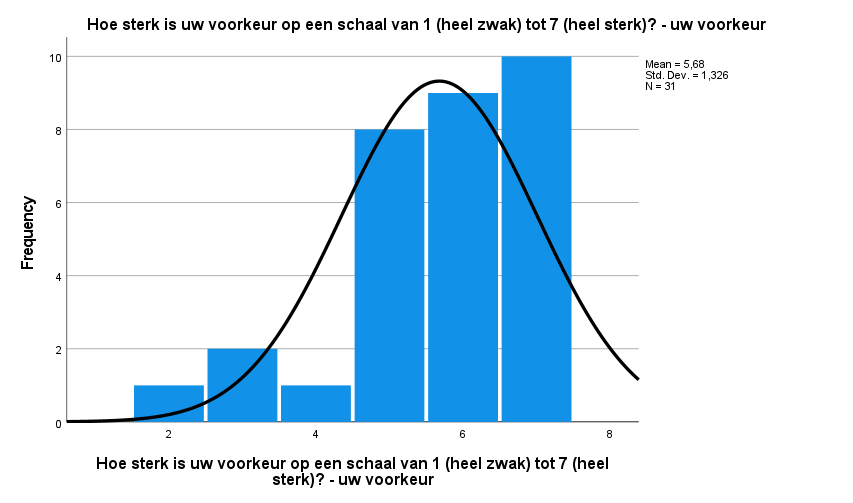 Hoe sterk is uw voorkeur op een schaal van 1 (heel zwak) tot 7 (heel sterk)? - uw voorkeur
Mean = 5,68
Std. Dev. = 1,326
N = 31
Frequency
10
8
6
4
2
0
2 4 6 8
Hoe sterk is uw voorkeur op een schaal van 1 (heel zwak) tot 7 (heel
sterk)? - uw voorkeur